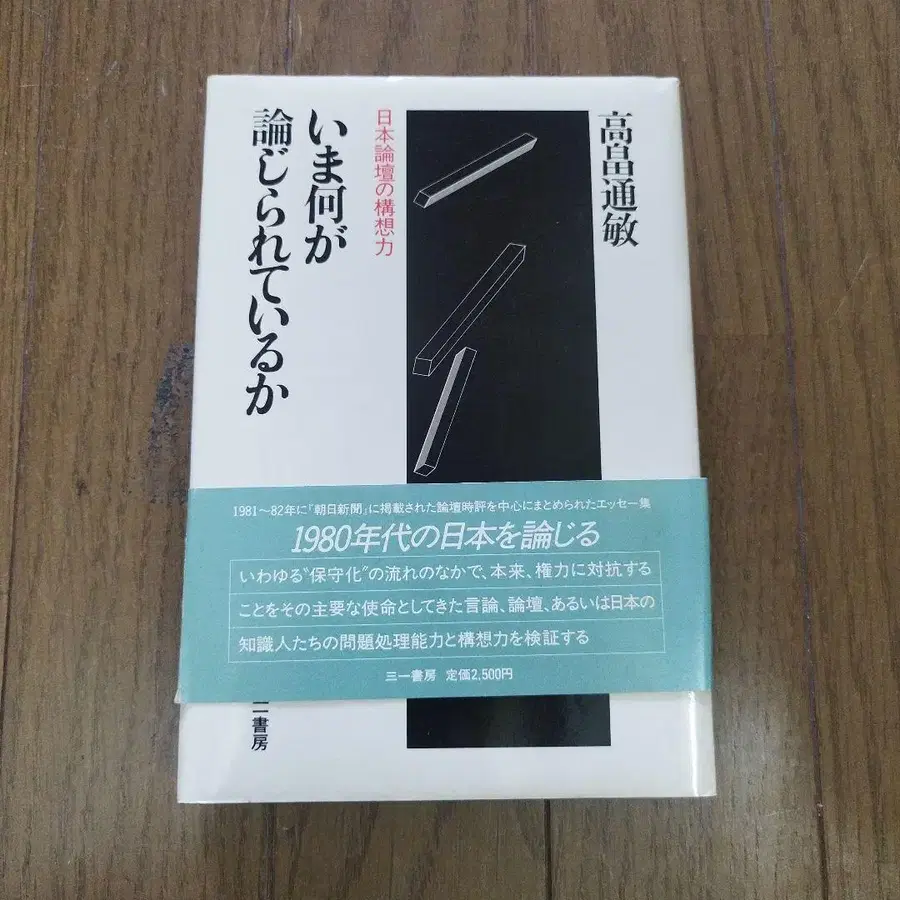 高畠通敏
日本論壇の構想力
いま何が
論じられているか
1981～82年に『朝日新聞』に掲載された論壇時評を中心にまとめられたエッセー集
1980年代の日本を論じる
いわゆる〝保守化〟の流れのなかで、本来、権力に対抗する
ことをその主要な使命としてきた言論、論壇、あるいは日本の
知識人たちの問題処理能力と構想力を検証する
三一書房 定価2,500円
一書房